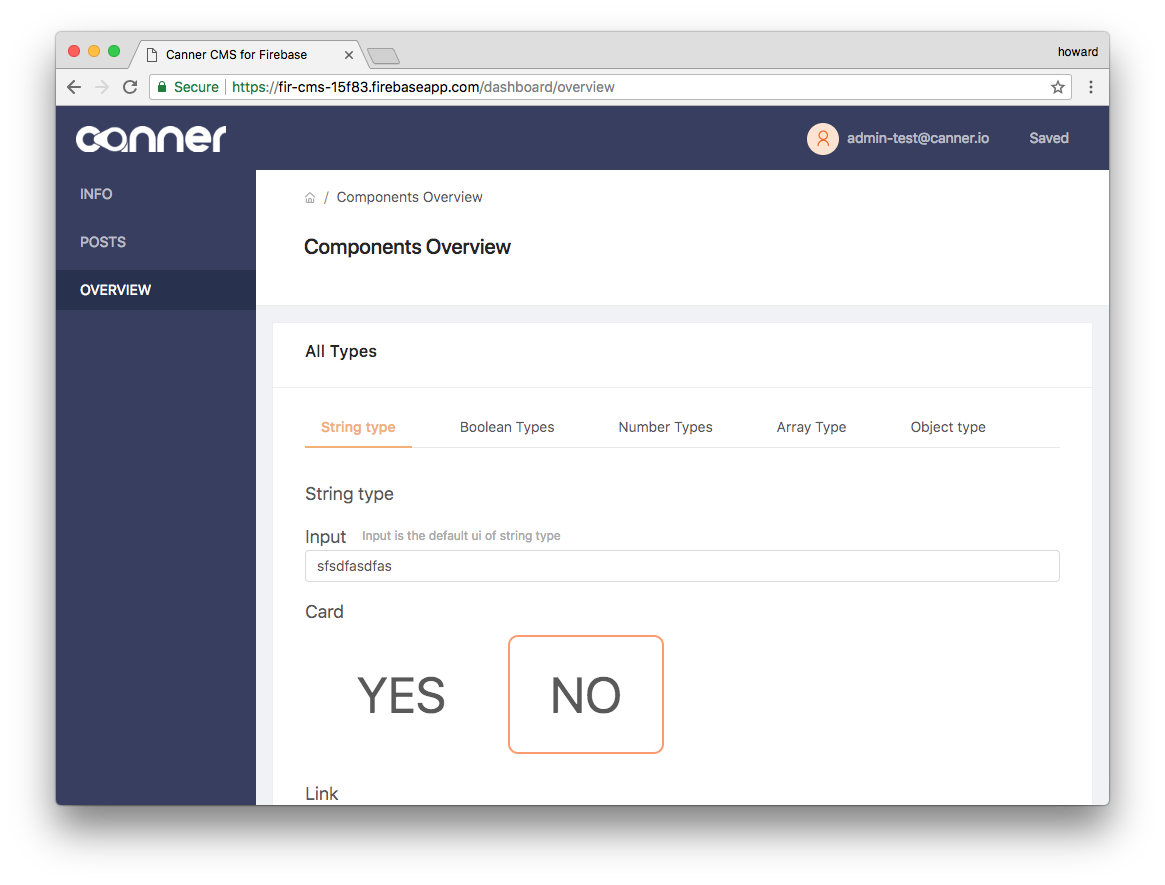 Canner CMS for Firebase
howard
Secure https://fir-cms-15f83.firebaseapp.com/dashboard/overview
canner
admin-test@canner.io Saved
INFO
POSTS
OVERVIEW
/ Components Overview
Components Overview
All Types
String type Boolean Types Number Types Array Type Object type
String type
Input Input is the default ui of string type
sfsdfasdfas
Card
YES NO
Link